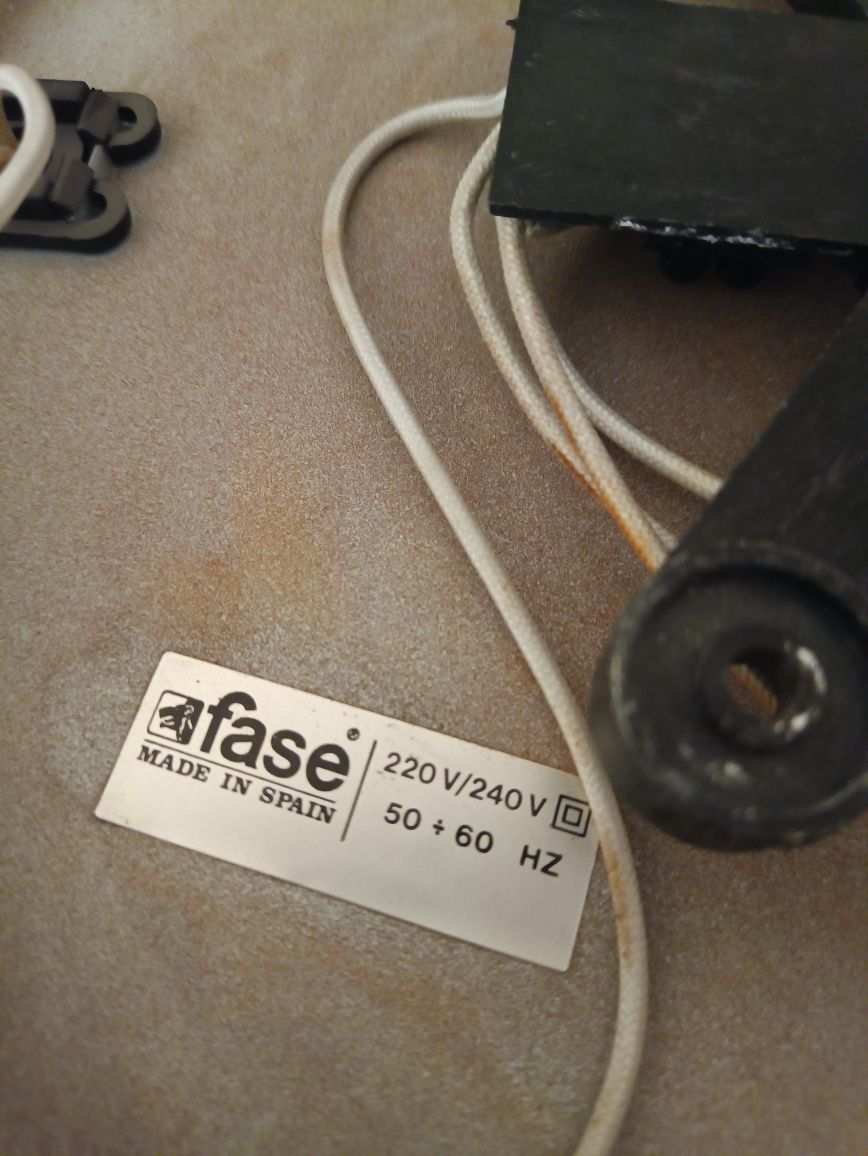 fase®
MADE IN SPAIN
220 V/240 V
50 ÷ 60 HZ